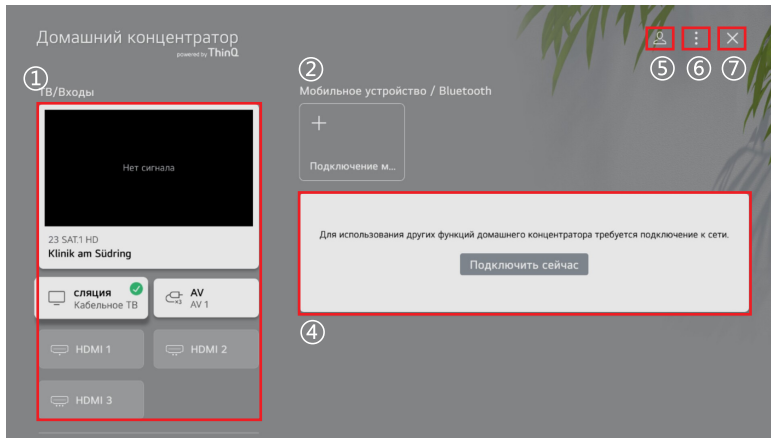 Домашний концентратор
powered by ThinQ
①
②
⑤ ⑥ ⑦
ТВ/Входы
Мобильное устройство / Bluetooth
Нет сигнала
Подключение м...
23 SAT.1 HD
Klinik am Südring
Для использования других функций домашнего концентратора требуется подключение к сети.
Подключить сейчас
сляция
Кабельное ТВ
AV
AV 1
x3
④
HDMI 1
HDMI 2
HDMI 3